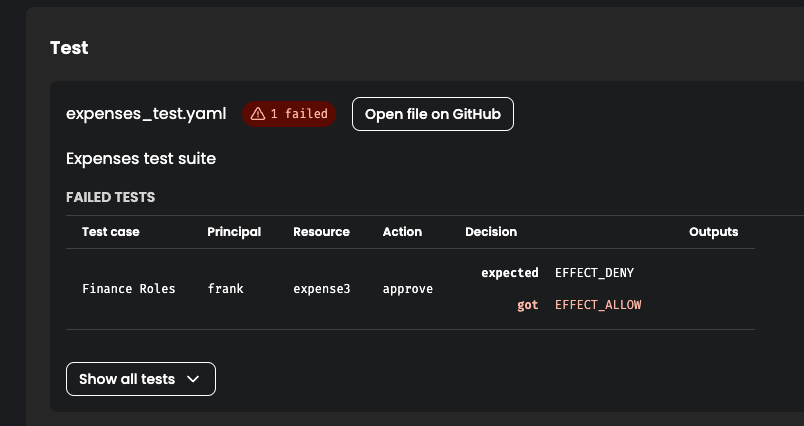 Test
expenses_test.yaml 1 failed Open file on GitHub
Expenses test suite
FAILED TESTS
Test case Principal Resource Action Decision Outputs
expected EFFECT_DENY
Finance Roles frank expense3 approve
got EFFECT_ALLOW
Show all tests